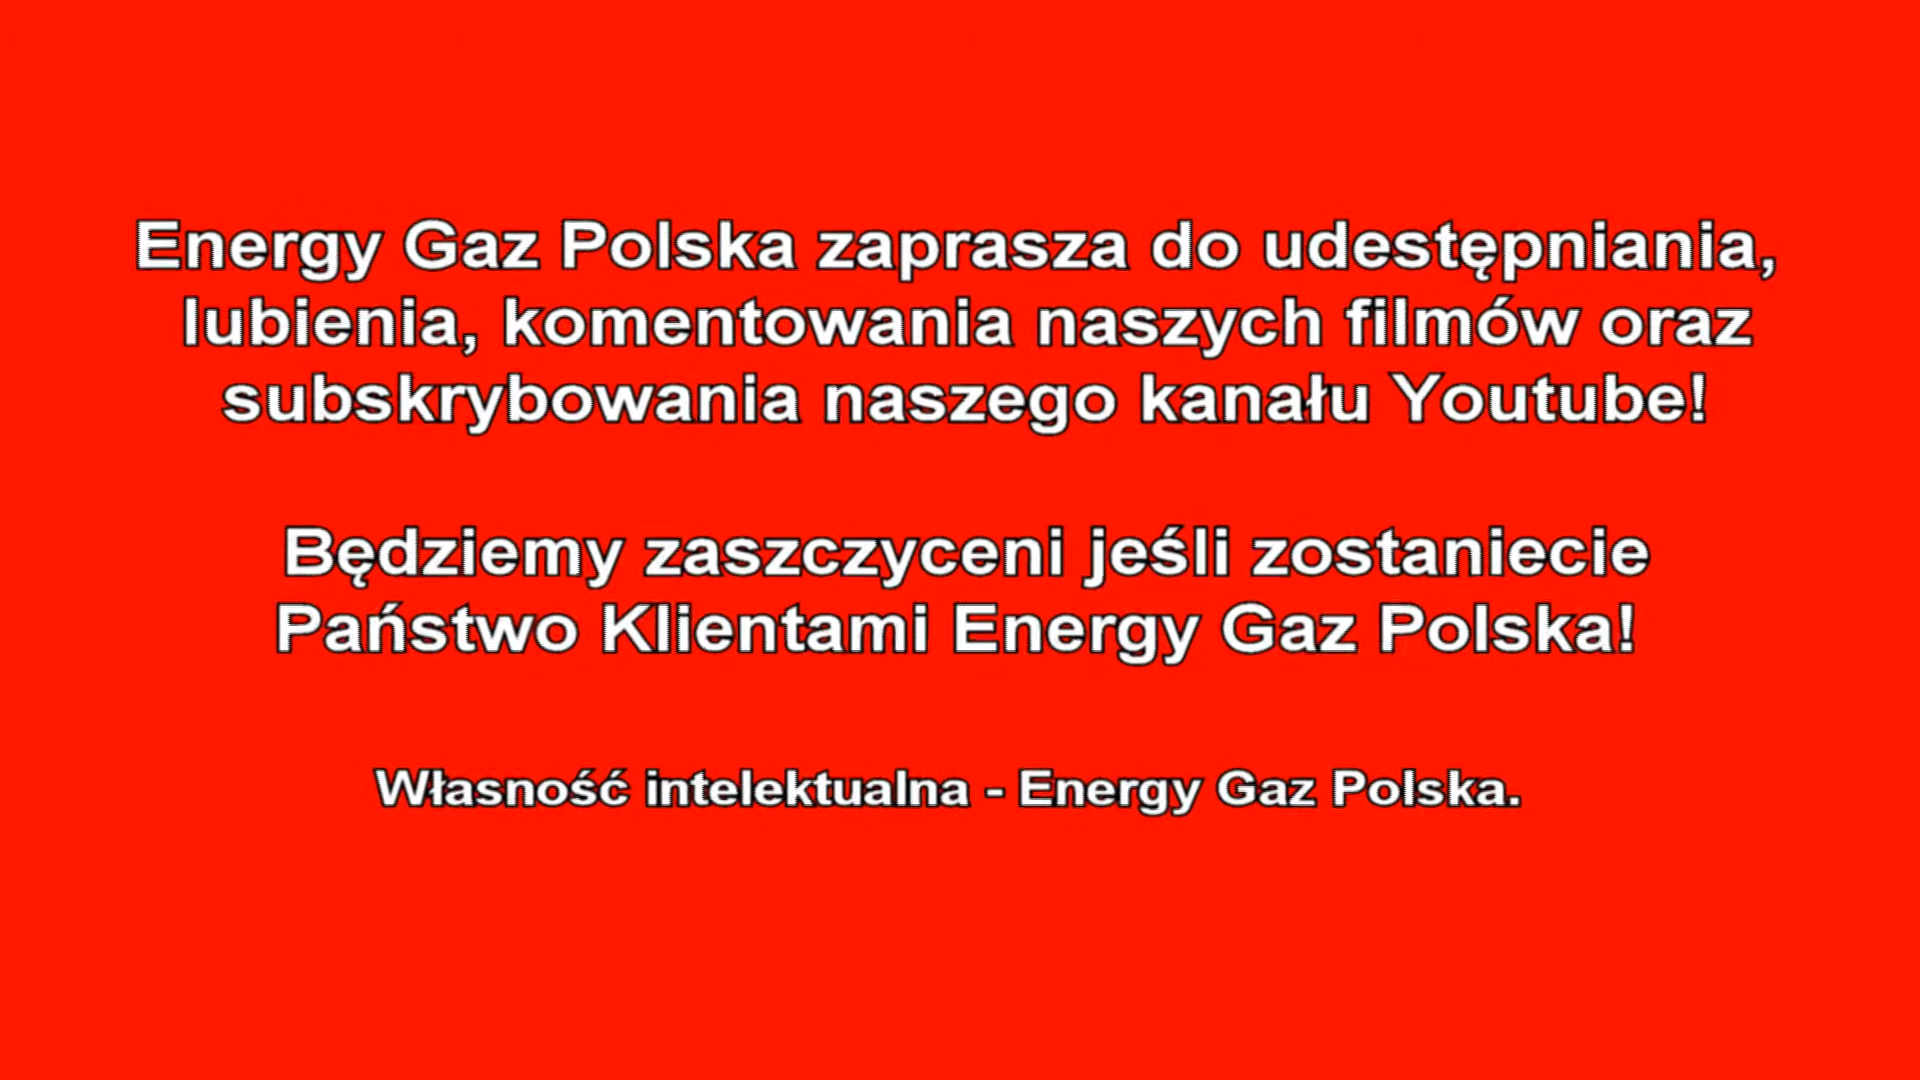 Energy Gaz Polska zaprasza do udestępniania,
lubienia, komentowania naszych filmów oraz
subskrybowania naszego kanału Youtube!
Będziemy zaszczyceni jeśli zostaniecie
Państwo Klientami Energy Gaz Polska!
Własność intelektualna - Energy Gaz Polska.